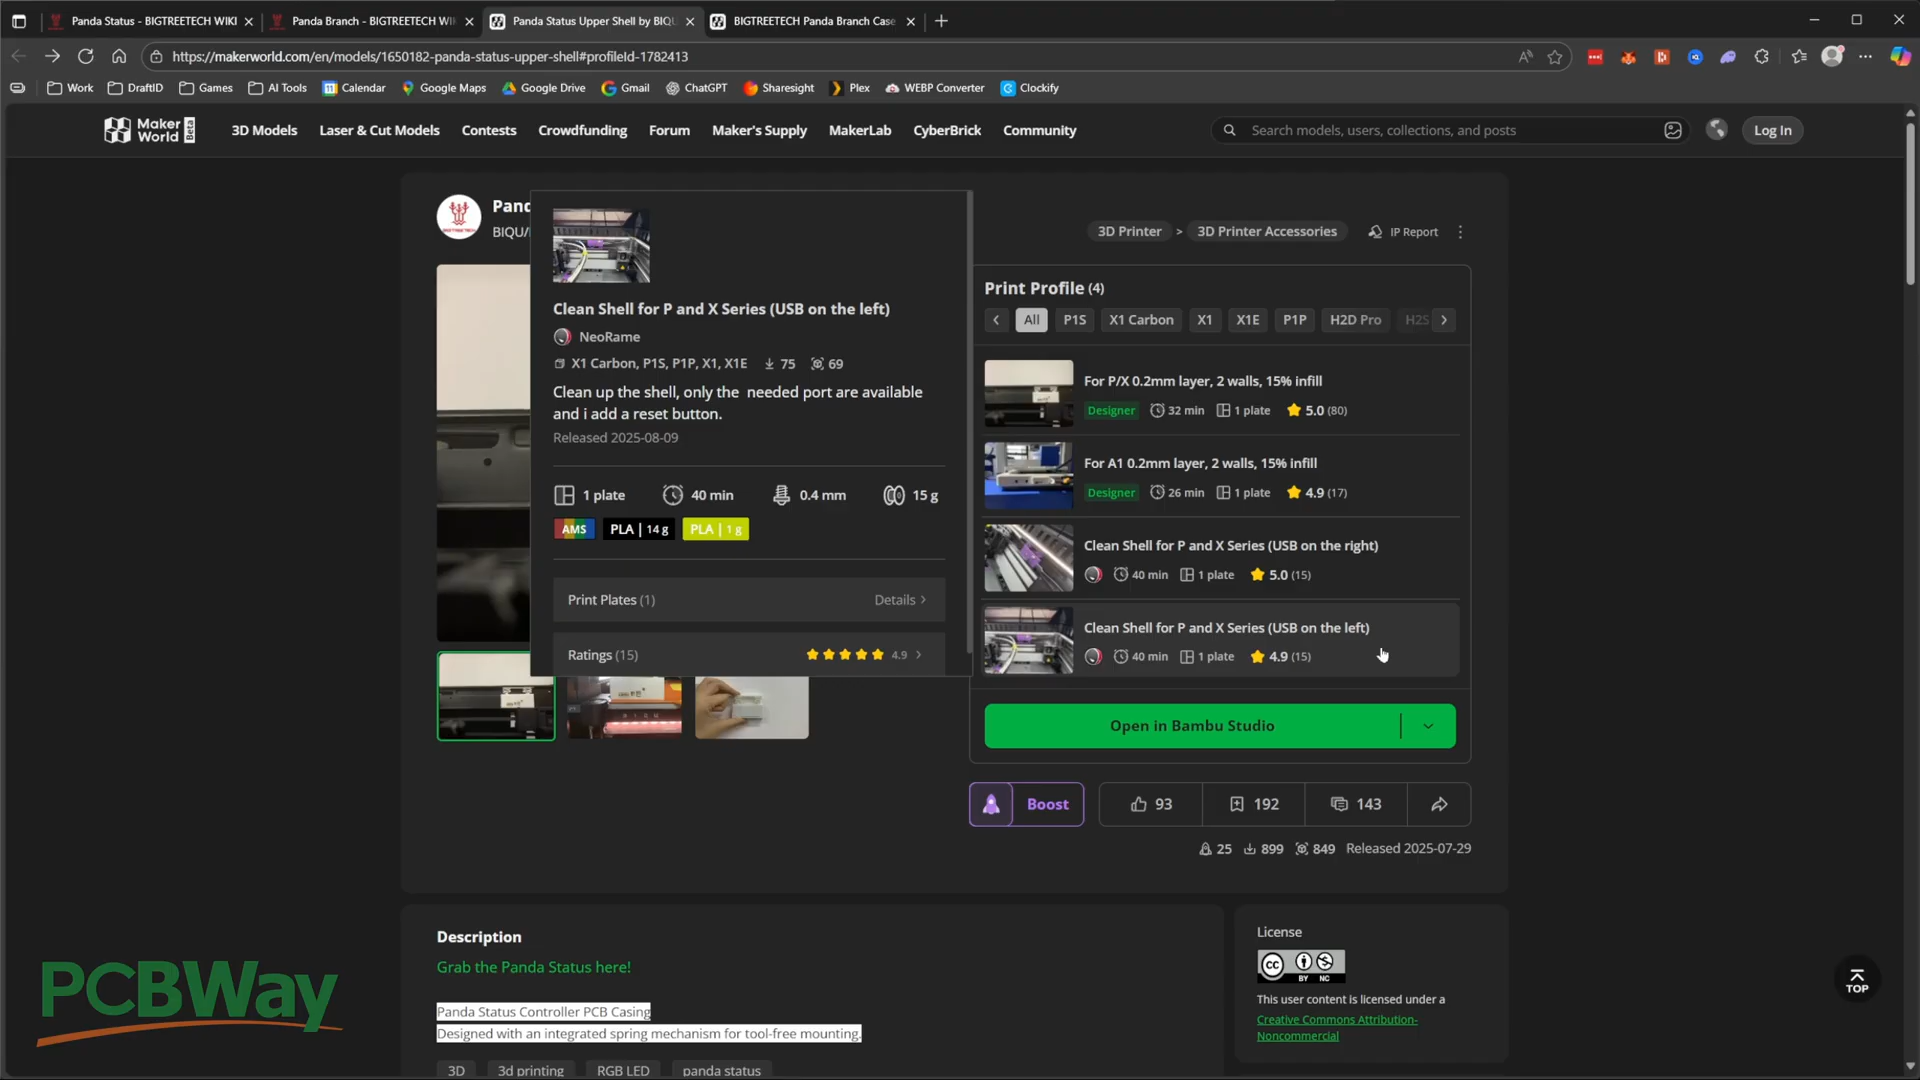 Panda Status - BIGTREETECH WIKI
Panda Branch - BIGTREETECH WI
Panda Status Upper Shell by BIQU
BIGTREETECH Panda Branch Case
https://makerworld.com/en/models/1650182-panda-status-upper-shell#profileId-1782413
Work
DraftID
Games
AI Tools
Calendar
Google Maps
Google Drive
Gmail
ChatGPT
Sharesight
Plex
WEBP Converter
Clockify
Maker World Beta
3D Models
Laser & Cut Models
Contests
Crowdfunding
Forum
Maker's Supply
MakerLab
CyberBrick
Community
Search models, users, collections, and posts
Log In
Pand
BIQU/
3D Printer > 3D Printer Accessories
IP Report
Clean Shell for P and X Series (USB on the left)
NeoRame
X1 Carbon, P1S, P1P, X1, X1E 75 69
Clean up the shell, only the needed port are available
and i add a reset button.
Released 2025-08-09
1 plate 40 min 0.4 mm 15 g
AMS PLA | 14 g PLA | 1 g
Print Plates (1) Details >
Ratings (15) 4.9 >
Print Profile (4)
All P1S X1 Carbon X1 X1E P1P H2D Pro H2S
For P/X 0.2mm layer, 2 walls, 15% infill
Designer 32 min 1 plate 5.0 (80)
For A1 0.2mm layer, 2 walls, 15% infill
Designer 26 min 1 plate 4.9 (17)
Clean Shell for P and X Series (USB on the right)
40 min 1 plate 5.0 (15)
Clean Shell for P and X Series (USB on the left)
40 min 1 plate 4.9 (15)
Open in Bambu Studio
Boost 93 192 143
25 899 849 Released 2025-07-29
Description
Grab the Panda Status here!
Panda Status Controller PCB Casing
Designed with an integrated spring mechanism for tool-free mounting.
3D 3d printing RGB LED panda status
License
CC BY NC
This user content is licensed under a
Creative Commons Attribution-
Noncommercial
TOP
PCBWay